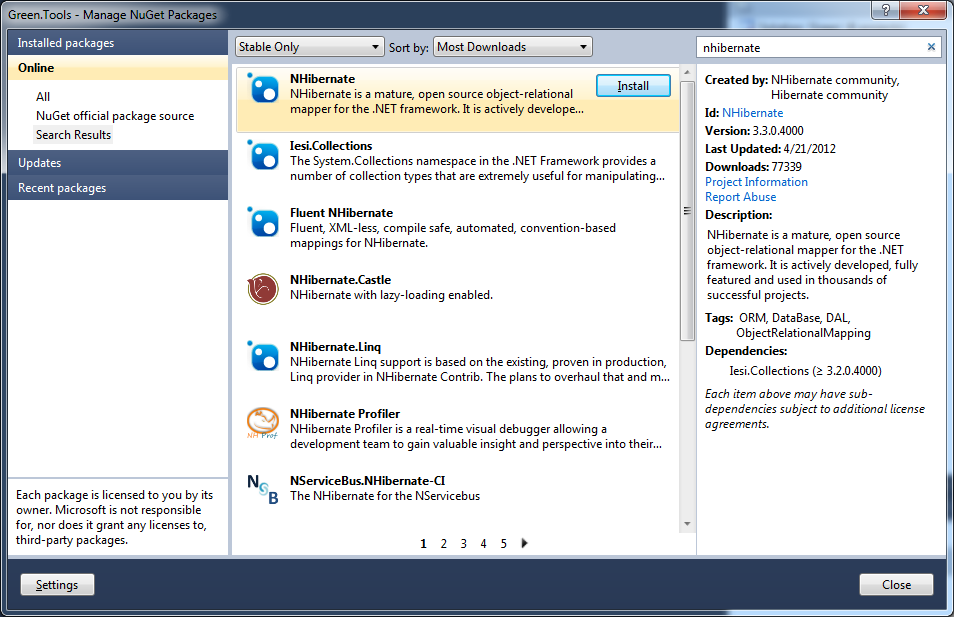 Green.Tools - Manage NuGet Packages
Installed packages
Online
All
NuGet official package source
Search Results
Updates
Recent packages
Each package is licensed to you by its
owner. Microsoft is not responsible
for, nor does it grant any licenses to,
third-party packages.
Stable Only
Sort by:
Most Downloads
NHibernate
NHibernate is a mature, open source object-relational
mapper for the .NET framework. It is actively develope...
Install
Iesi.Collections
The System.Collections namespace in the .NET Framework provides a
number of collection types that are extremely useful for manipulating...
Fluent NHibernate
Fluent, XML-less, compile safe, automated, convention-based
mappings for NHibernate.
NHibernate.Castle
NHibernate with lazy-loading enabled.
NHibernate.Linq
NHibernate Linq support is based on the existing, proven in production,
Linq provider in NHibernate Contrib. The plans to overhaul that and m...
NH Prof
NHibernate Profiler
NHibernate Profiler is a real-time visual debugger allowing a
development team to gain valuable insight and perspective into their...
NSB
NServiceBus.NHibernate-CI
The NHibernate for the NServicebus
1 2 3 4 5
nhibernate
Created by: NHibernate community,
Hibernate community
Id: NHibernate
Version: 3.3.0.4000
Last Updated: 4/21/2012
Downloads: 77339
Project Information
Report Abuse
Description:
NHibernate is a mature, open source
object-relational mapper for the .NET
framework. It is actively developed, fully
featured and used in thousands of
successful projects.
Tags: ORM, DataBase, DAL,
ObjectRelationalMapping
Dependencies:
Iesi.Collections (≥ 3.2.0.4000)
Each item above may have sub-
dependencies subject to additional license
agreements.
Settings
Close